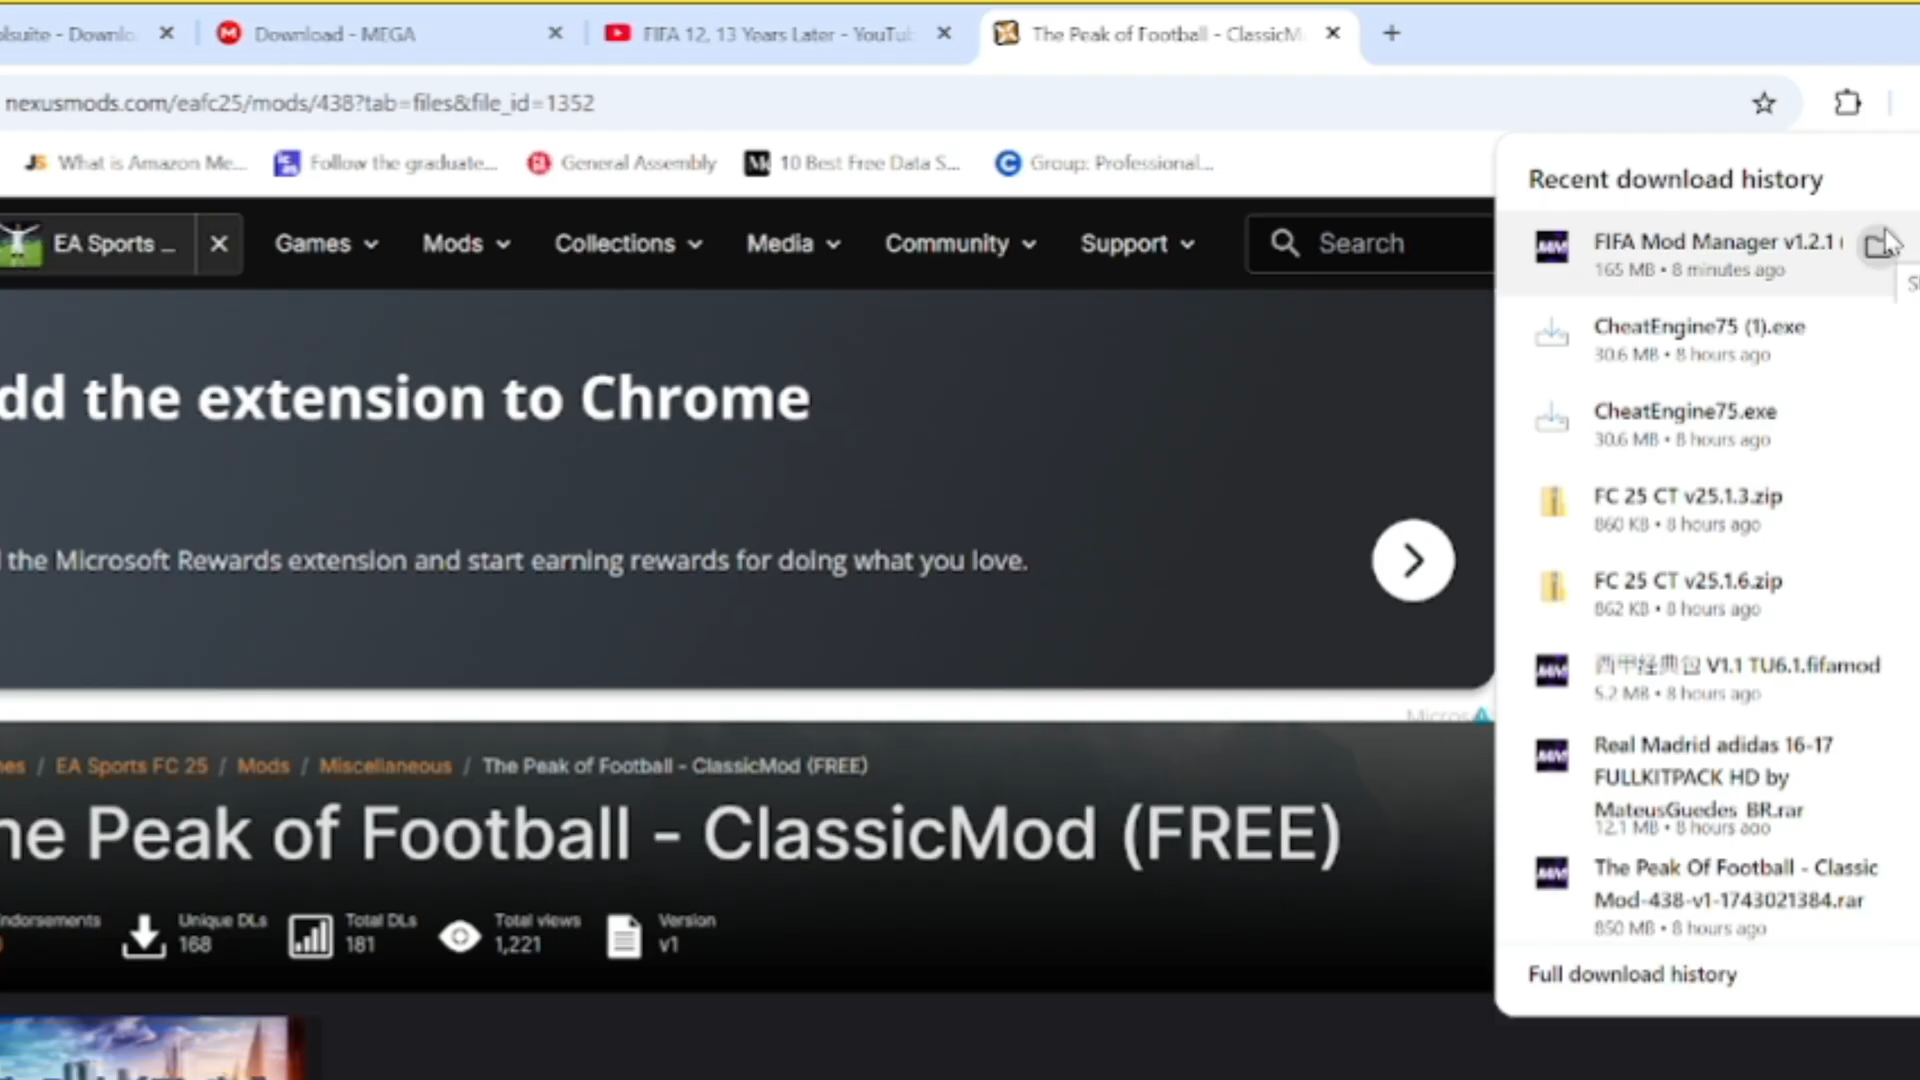 olsuite - Downlo
Download - MEGA
FIFA 12, 13 Years Later - YouTu
The Peak of Football - ClassicM
nexusmods.com/eafc25/mods/438?tab=files&file_id=1352
What is Amazon Me...
Follow the graduate...
General Assembly
10 Best Free Data S...
Group: Professional...
EA Sports ...
Games
Mods
Collections
Media
Community
Support
Search
dd the extension to Chrome
the Microsoft Rewards extension and start earning rewards for doing what you love.
Micros
mes / EA Sports FC 25 / Mods / Miscellaneous / The Peak of Football - ClassicMod (FREE)
he Peak of Football - ClassicMod (FREE)
ndorsements
Unique DLs
168
Total DLs
181
Total views
1,221
Version
v1
Recent download history
FIFA Mod Manager v1.2.1
165 MB • 8 minutes ago
CheatEngine75 (1).exe
30.6 MB • 8 hours ago
CheatEngine75.exe
30.6 MB • 8 hours ago
FC 25 CT v25.1.3.zip
860 KB • 8 hours ago
FC 25 CT v25.1.6.zip
862 KB • 8 hours ago
西甲经典包 V1.1 TU6.1.fifamod
5.2 MB • 8 hours ago
Real Madrid adidas 16-17
FULLKITPACK HD by
MateusGuedes_BR.rar
12.1 MB • 8 hours ago
The Peak Of Football - Classic
Mod-438-v1-1743021384.rar
850 MB • 8 hours ago
Full download history